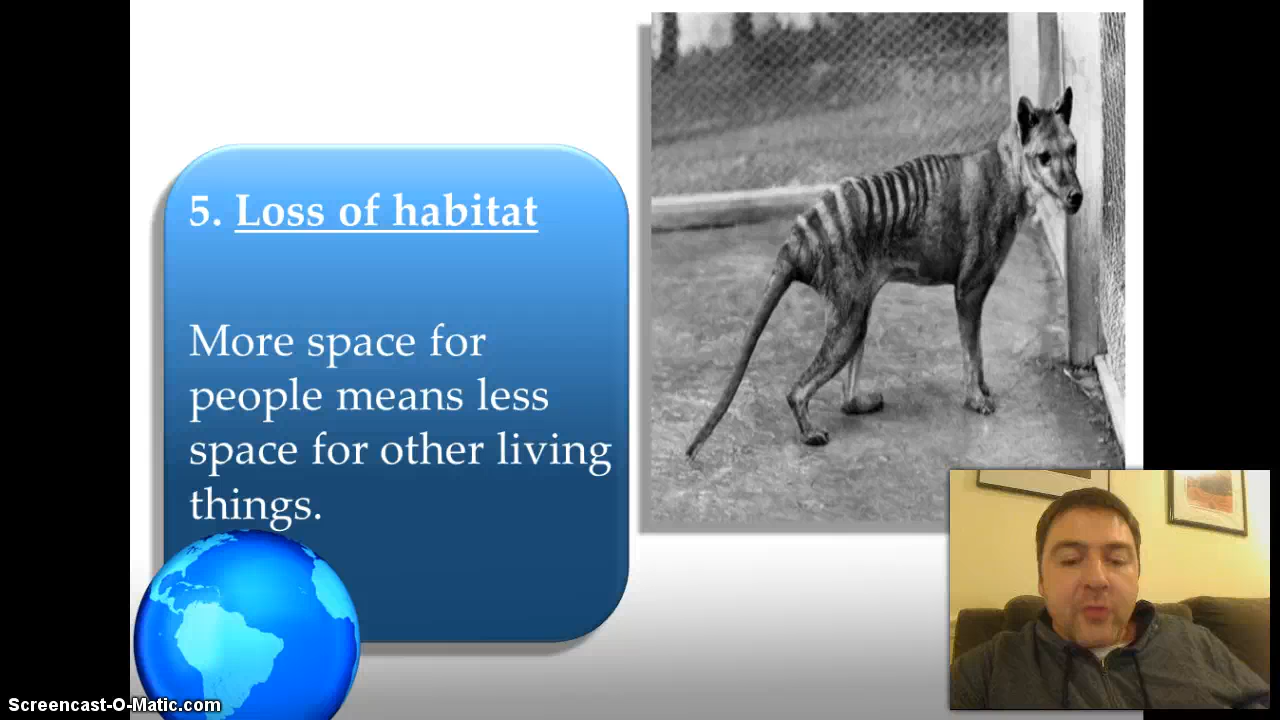 5. Loss of habitat
More space for
people means less
space for other living
things.
Screencast-O-Matic.com